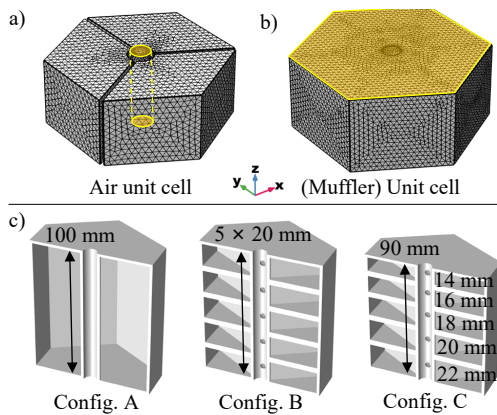 a)
b)
Air unit cell
z
y
x
(Muffler) Unit cell
c)
100 mm
5 × 20 mm
90 mm
14 mm
16 mm
18 mm
20 mm
22 mm
Config. A
Config. B
Config. C